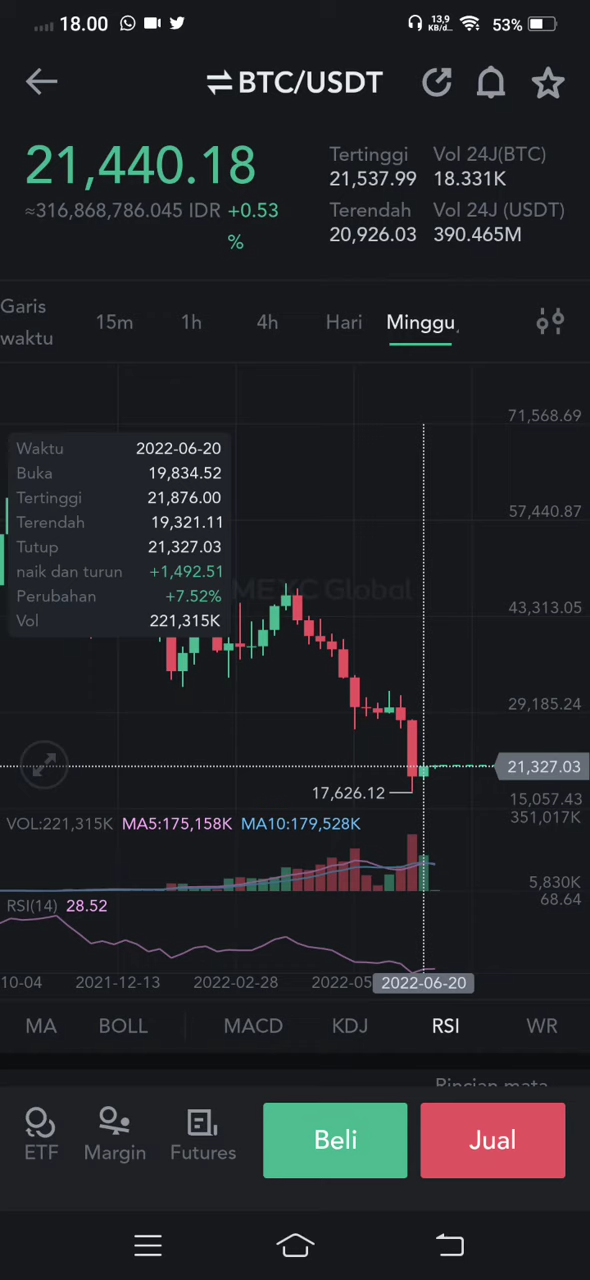 18.00 13,9 KB/d... 53%
BTC/USDT
21,440.18
≈316,868,786.045 IDR +0.53
%
Tertinggi Vol 24J(BTC)
21,537.99 18.331K
Terendah Vol 24J (USDT)
20,926.03 390.465M
Garis
waktu 15m 1h 4h Hari Minggu
71,568.69
Waktu 2022-06-20
Buka 19,834.52
Tertinggi 21,876.00
Terendah 19,321.11
Tutup 21,327.03
naik dan turun +1,492.51
Perubahan +7.52%
Vol 221,315K
57,440.87
MEXC Global
43,313.05
29,185.24
21,327.03
17,626.12
15,057.43
VOL:221,315K MA5:175,158K MA10:179,528K 351,017K
5,830K
RSI(14) 28.52 68.64
10-04 2021-12-13 2022-02-28 2022-05 2022-06-20
MA BOLL MACD KDJ RSI WR
Rincian mata
ETF Margin Futures Beli Jual